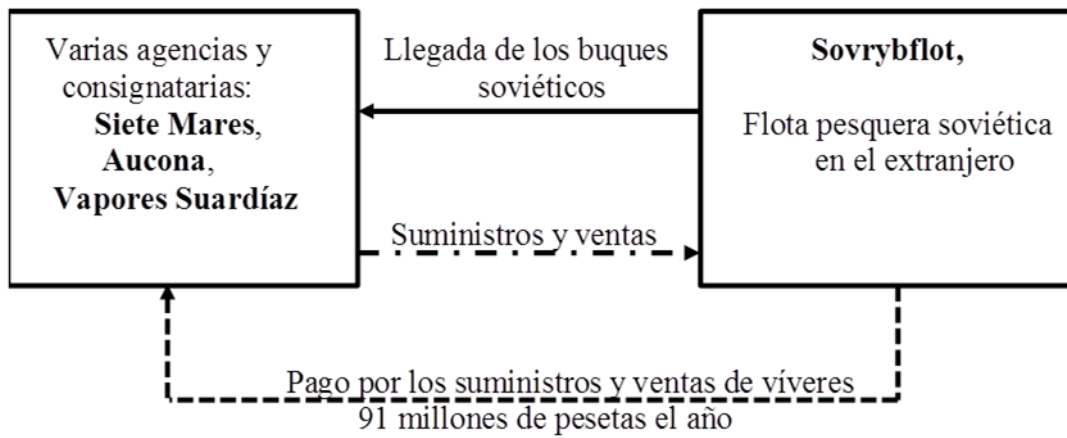 Varias agencias y
consignatarias:
Siete Mares,
Aucona,
Vapores Suardíaz
Llegada de los buques
soviéticos
Sovrybflot,
Flota pesquera soviética
en el extranjero
Suministros y ventas
Pago por los suministros y ventas de víveres
91 millones de pesetas el año